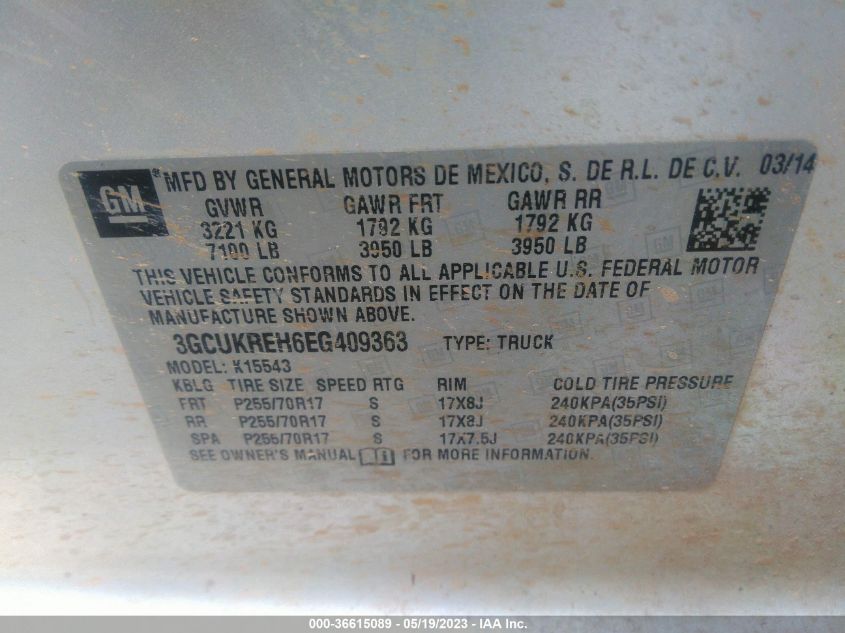 GM ® MFD BY GENERAL MOTORS DE MEXICO, S. DE R.L. DE C.V. 03/14
GVWR GAWR FRT GAWR RR
3221 KG 1792 KG 1792 KG
7100 LB 3950 LB 3950 LB
THIS VEHICLE CONFORMS TO ALL APPLICABLE U.S. FEDERAL MOTOR
VEHICLE SAFETY STANDARDS IN EFFECT ON THE DATE OF
MANUFACTURE SHOWN ABOVE.
3GCUKREH6EG409363 TYPE: TRUCK
MODEL: K15543
KBLG TIRE SIZE SPEED RTG RIM COLD TIRE PRESSURE
FRT P255/70R17 S 17X8J 240KPA(35PSI)
RR P255/70R17 S 17X8J 240KPA(35PSI)
SPA P255/70R17 S 17X7.5J 240KPA(35PSI)
SEE OWNER'S MANUAL FOR MORE INFORMATION.
000-36615089 - 05/19/2023 - IAA Inc.